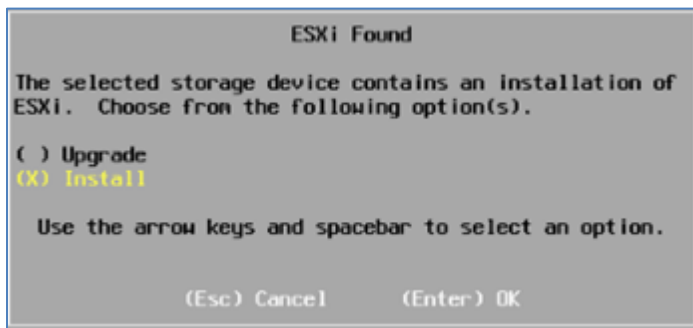 ESXi Found
The selected storage device contains an installation of
ESXi. Choose from the following option(s).
( ) Upgrade
(X) Install
Use the arrow keys and spacebar to select an option.
(Esc) Cancel (Enter) OK